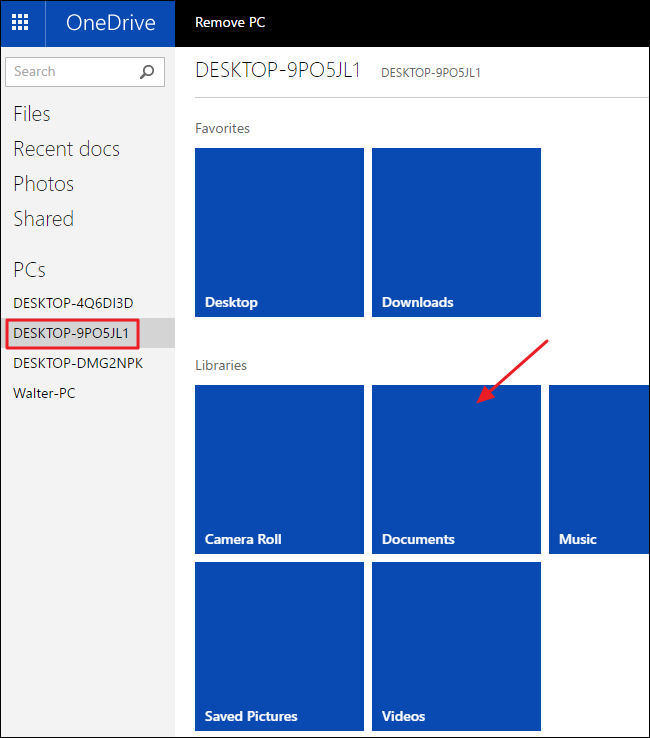 OneDrive
Remove PC
Search
Files
Recent docs
Photos
Shared
PCs
DESKTOP-4Q6DI3D
DESKTOP-9PO5JL1
DESKTOP-DMG2NPK
Walter-PC
DESKTOP-9PO5JL1 DESKTOP-9PO5JL1
Favorites
Desktop Downloads
Libraries
Camera Roll Documents Music
Saved Pictures Videos